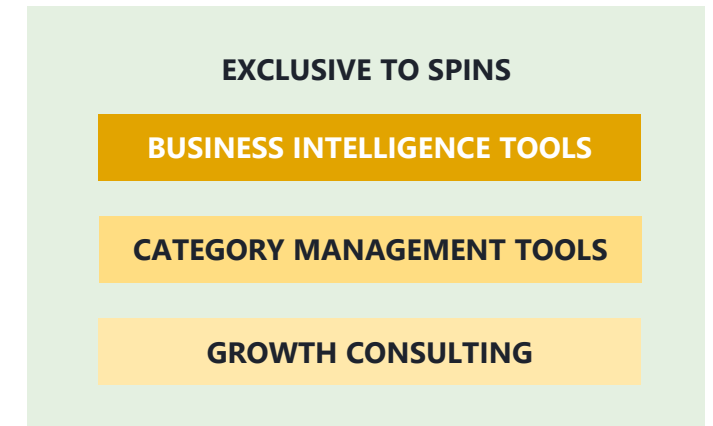 EXCLUSIVE TO SPINS
BUSINESS INTELLIGENCE TOOLS
CATEGORY MANAGEMENT TOOLS
GROWTH CONSULTING